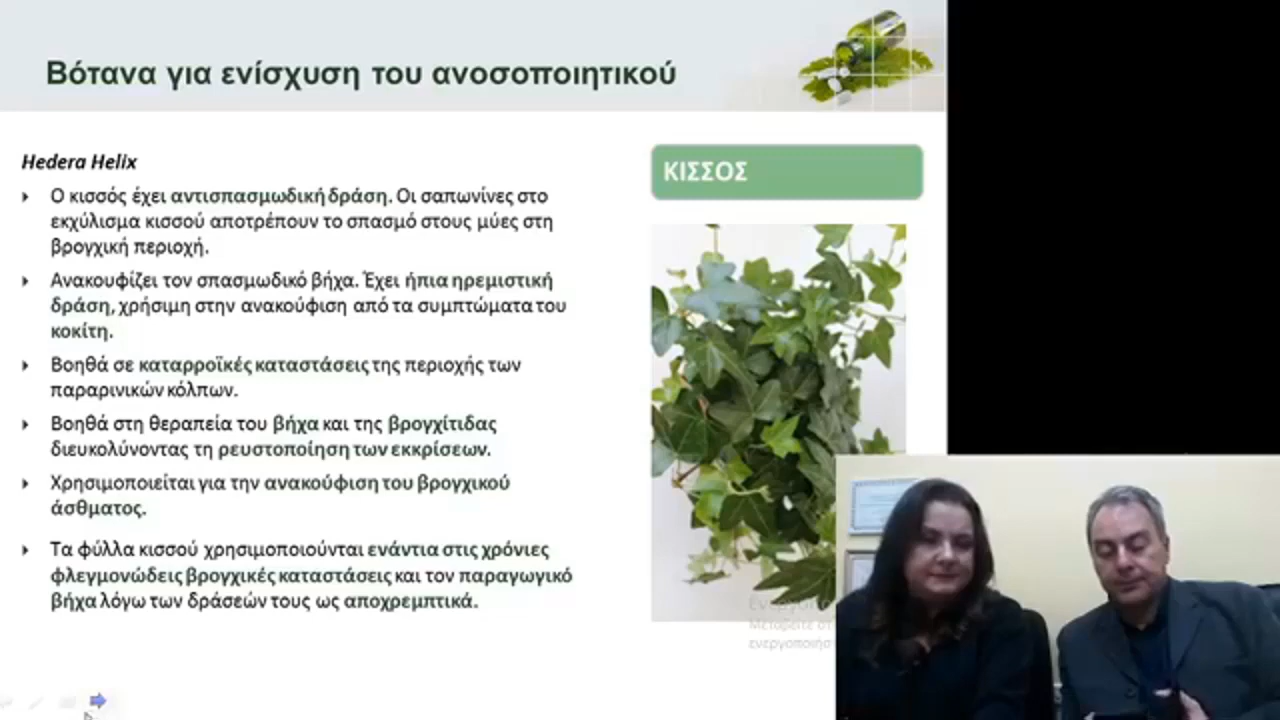 Βότανα για ενίσχυση του ανοσοποιητικού
Hedera Helix
Ο κισσός έχει αντισπασμωδική δράση. Οι σαπωνίνες στο
εκχύλισμα κισσού αποτρέπουν το σπασμό στους μύες στη
βρογχική περιοχή.
Ανακουφίζει τον σπασμωδικό βήχα. Έχει ήπια ηρεμιστική
δράση, χρήσιμη στην ανακούφιση από τα συμπτώματα του
κοκίτη.
Βοηθά σε καταρροϊκές καταστάσεις της περιοχής των
παραρινικών κόλπων.
Βοηθά στη θεραπεία του βήχα και της βρογχίτιδας
διευκολύνοντας τη ρευστοποίηση των εκκρίσεων.
Χρησιμοποιείται για την ανακούφιση του βρογχικού
άσθματος.
Τα φύλλα κισσού χρησιμοποιούνται ενάντια στις χρόνιες
φλεγμονώδεις βρογχικές καταστάσεις και τον παραγωγικό
βήχα λόγω των δράσεών τους ως αποχρεμπτικά.
ΚΙΣΣΟΣ
Μεταβείτε